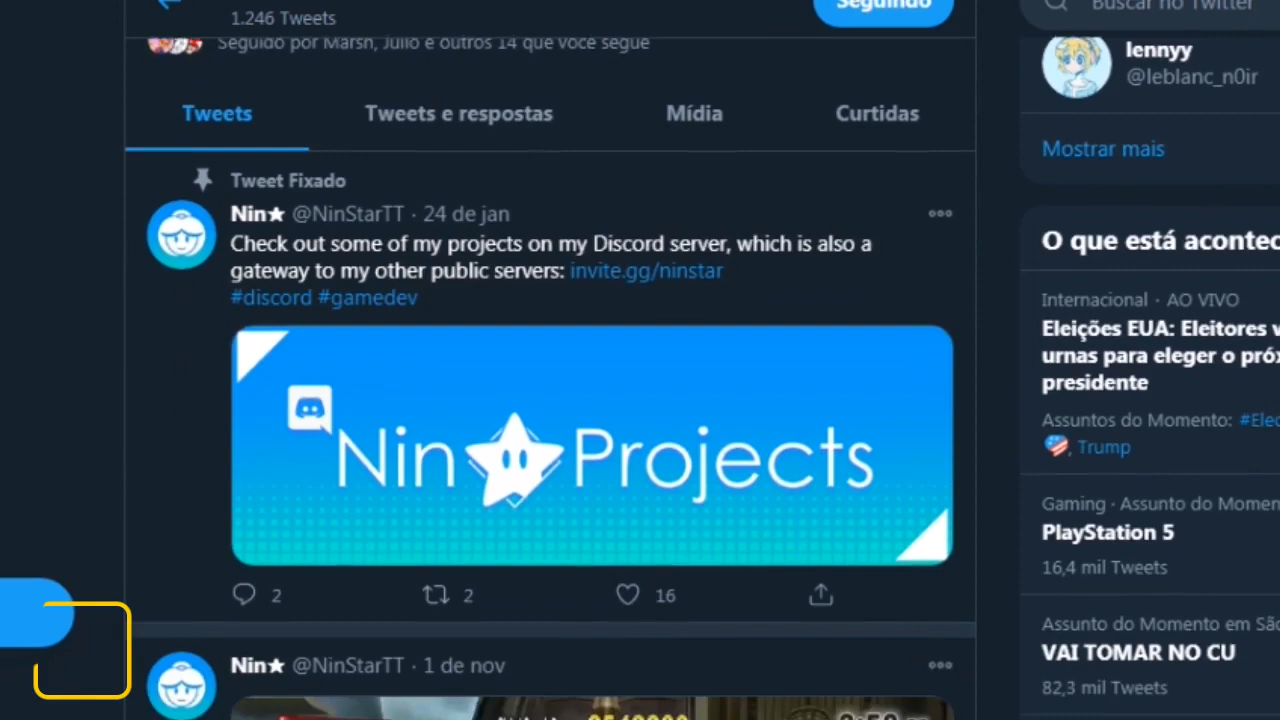 1.246 Tweets
Seguindo
Seguido por Marsh, Júlio e outros 14 que você segue
Tweets
Tweets e respostas
Mídia
Curtidas
Tweet Fixado
Nin★ @NinStarTT · 24 de jan
Check out some of my projects on my Discord server, which is also a
gateway to my other public servers: invite.gg/ninstar
#discord #gamedev
Nin Projects
2
2
16
Nin★ @NinStarTT · 1 de nov
Buscar no Twitter
lennyy
@leblanc_n0ir
Mostrar mais
O que está acontec
Internacional · AO VIVO
Eleições EUA: Eleitores v
urnas para eleger o próx
presidente
Assuntos do Momento: #Elec
, Trump
Gaming · Assunto do Momen
PlayStation 5
16,4 mil Tweets
Assunto do Momento em Sã
VAI TOMAR NO CU
82,3 mil Tweets